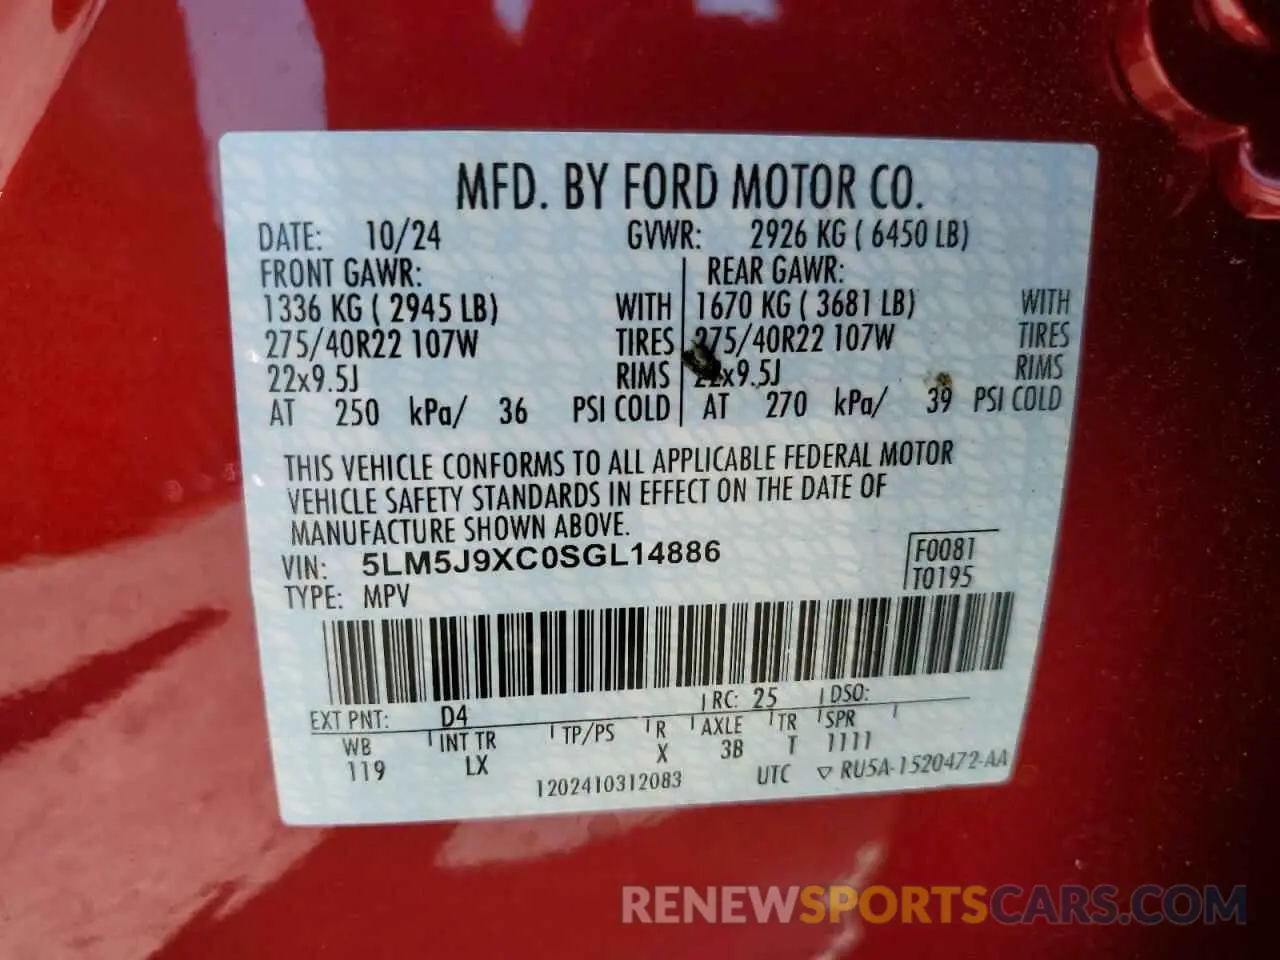 MFD. BY FORD MOTOR CO.
DATE: 10/24 GVWR: 2926 KG ( 6450 LB)
FRONT GAWR: REAR GAWR:
1336 KG ( 2945 LB) WITH 1670 KG ( 3681 LB) WITH
275/40R22 107W TIRES 275/40R22 107W TIRES
22x9.5J RIMS 22x9.5J RIMS
AT 250 kPa/ 36 PSI COLD AT 270 kPa/ 39 PSI COLD
THIS VEHICLE CONFORMS TO ALL APPLICABLE FEDERAL MOTOR
VEHICLE SAFETY STANDARDS IN EFFECT ON THE DATE OF
MANUFACTURE SHOWN ABOVE.
VIN: 5LM5J9XC0SGL14886 F0081
TYPE: MPV T0195
EXT PNT: D4 RC: 25 DSO:
WB INT TR TP/PS R AXLE TR SPR
119 LX X 3B T 1111
1202410312083 UTC ▽ RU5A-1520472-AA
RENEWSPORTSCARS.COM